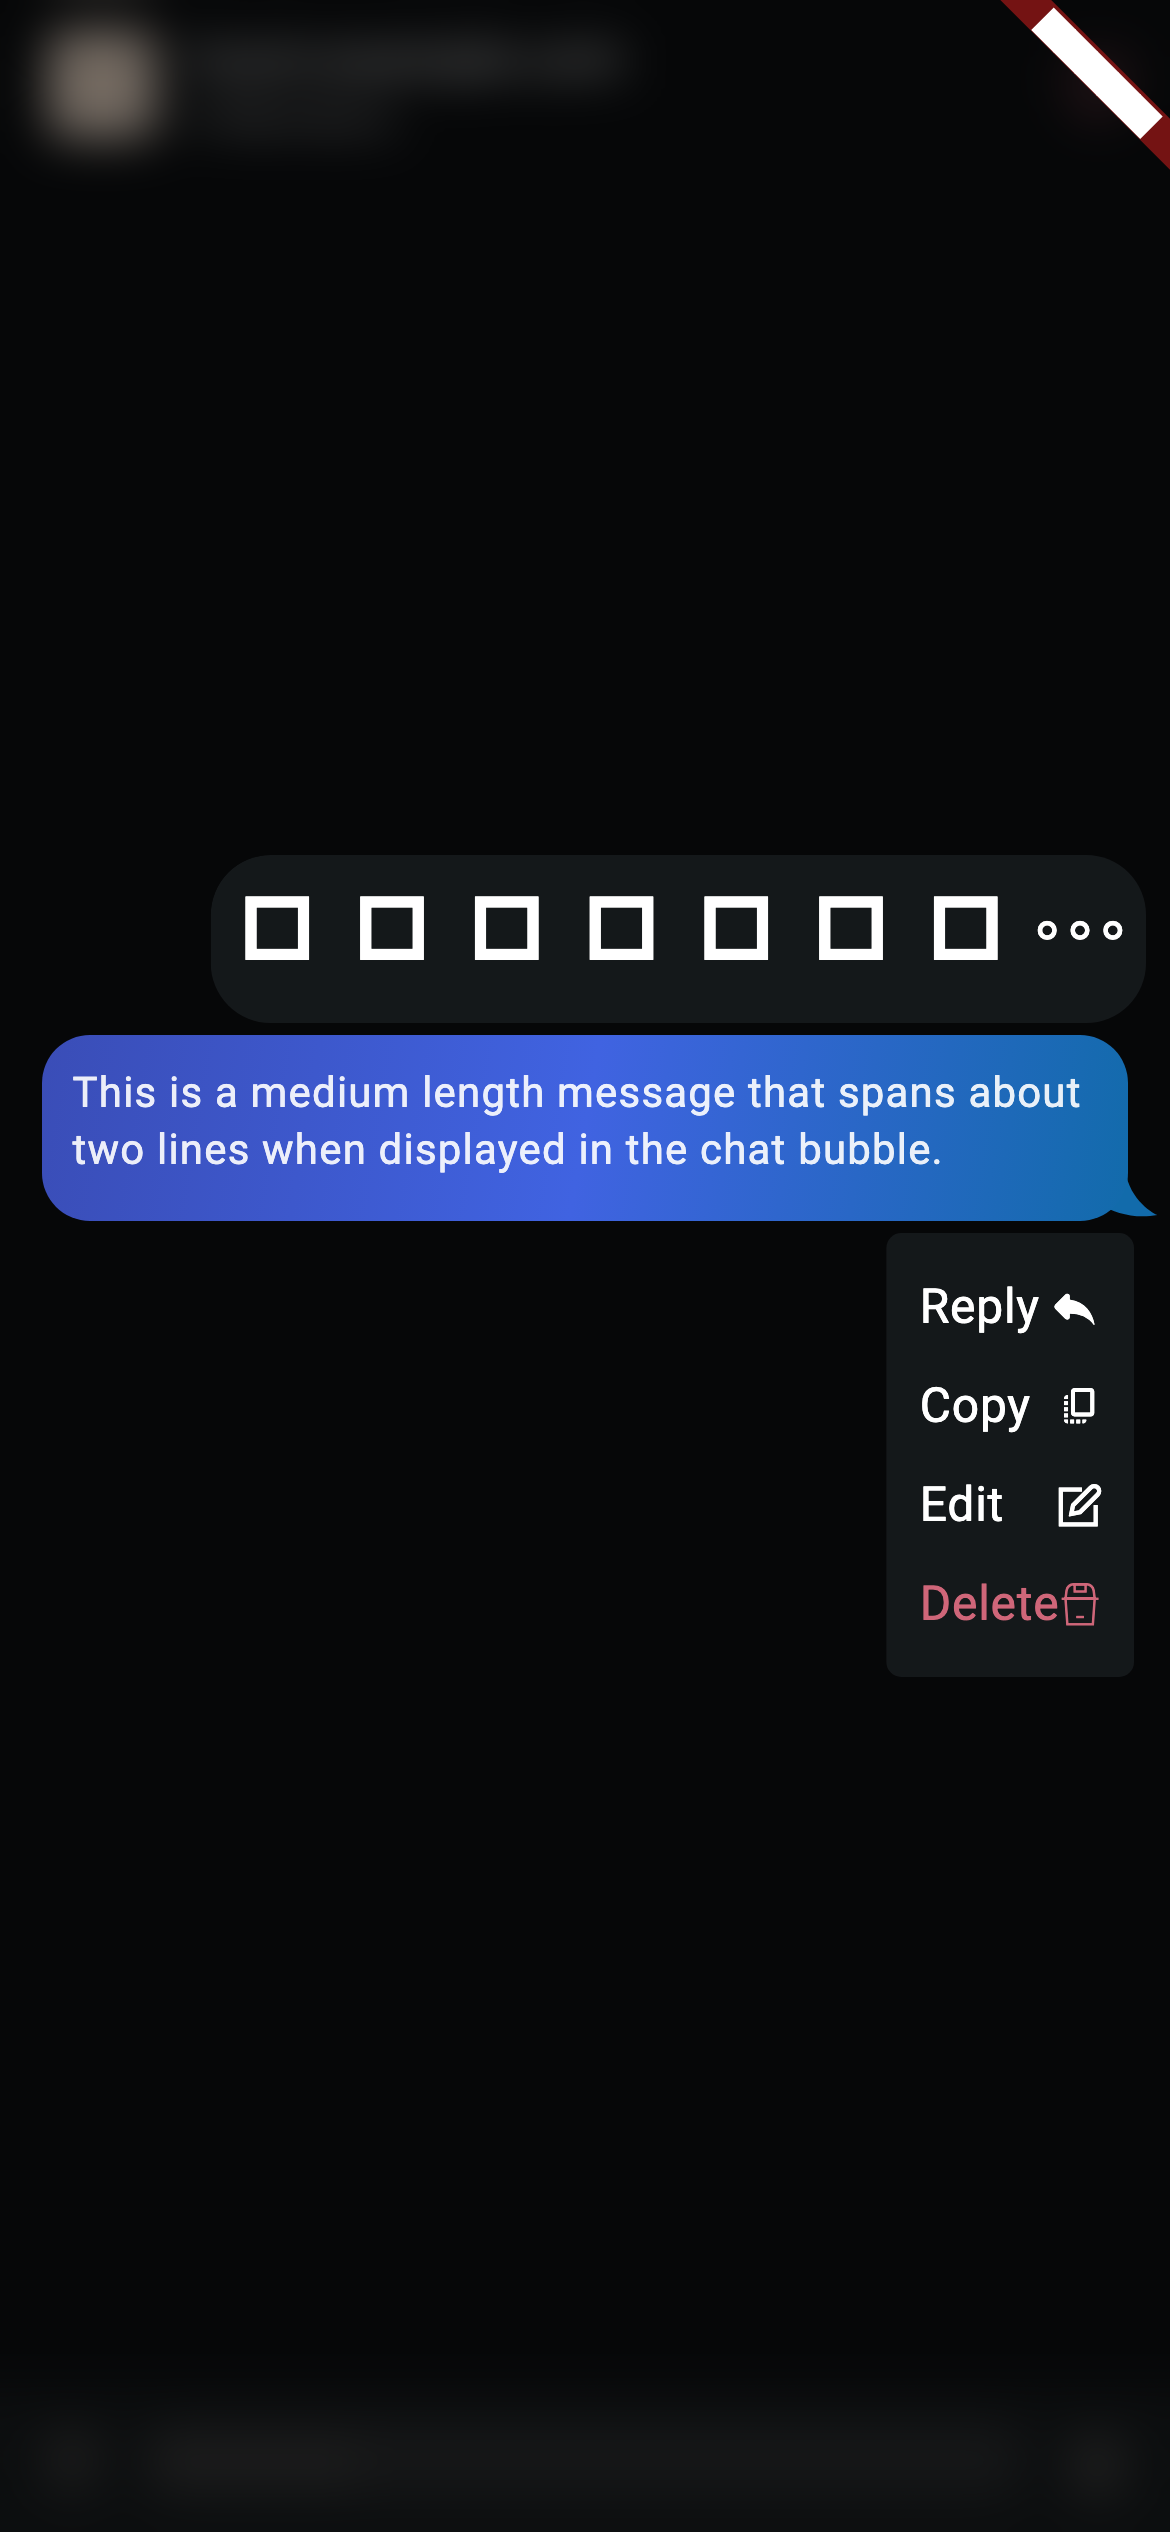 This is a medium length message that spans about
two lines when displayed in the chat bubble.
Reply
Copy
Edit
Delete